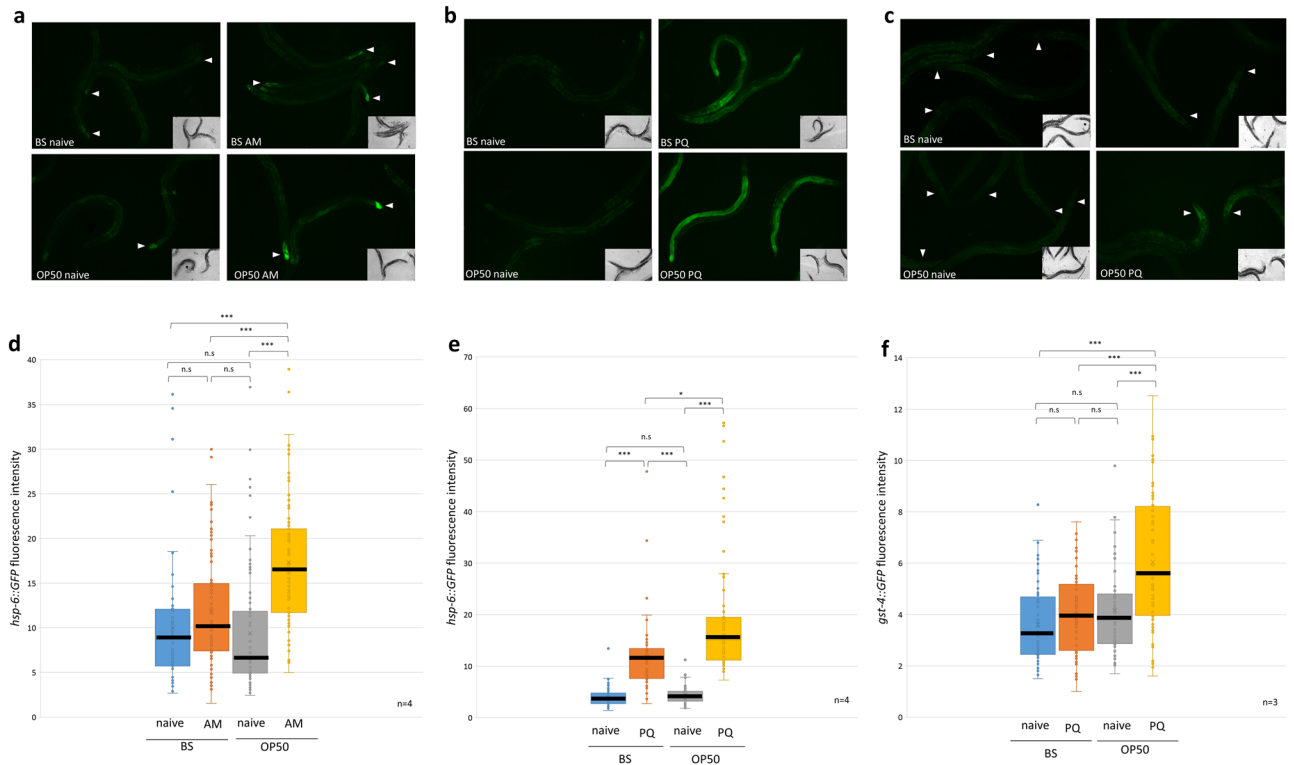 a
BS naive
BS AM
OP50 naive
OP50 AM
b
BS naive
BS PQ
OP50 naive
OP50 PQ
c
BS naive
BS PQ
OP50 naive
OP50 PQ
d
hsp-6::GFP fluorescence intensity
40
35
30
25
20
15
10
5
0
***
***
n.s
***
n.s
n.s
n=4
naive
AM
naive
AM
BS
OP50
e
hsp-6::GFP fluorescence intensity
70
60
50
40
30
20
10
0
*
***
n.s
***
***
n=4
naive
PQ
naive
PQ
BS
OP50
f
gst-4::GFP fluorescence intensity
14
12
10
8
6
4
2
0
***
***
***
n.s
n.s
n.s
n=3
naive
PQ
naive
PQ
BS
OP50